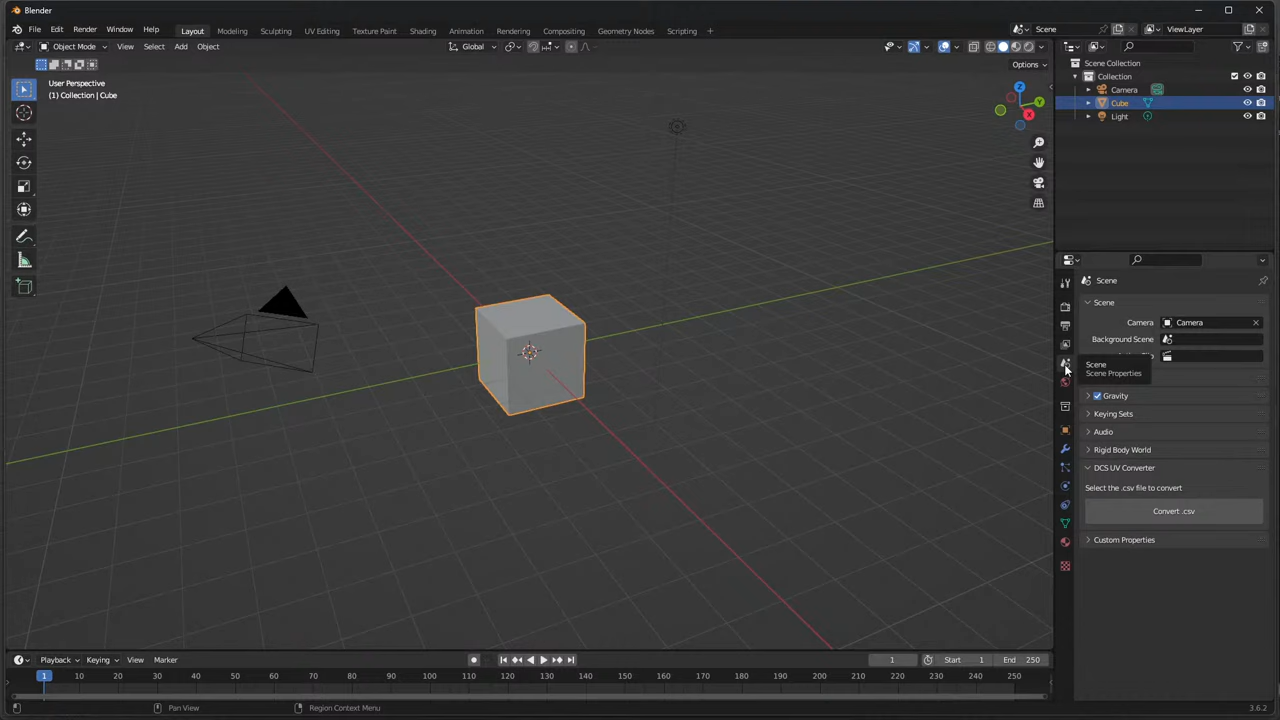 Blender
File Edit Render Window Help Layout Modeling Sculpting UV Editing Texture Paint Shading Animation Rendering Compositing Geometry Nodes Scripting + Scene ViewLayer
Object Mode View Select Add Object Global
Options
User Perspective
(1) Collection | Cube
Z
Y
X
Scene Collection
Collection
Camera
Cube
Light
Scene
Scene
Camera Camera
Background Scene
Scene
Scene Properties
Gravity
Keying Sets
Audio
Rigid Body World
DCS UV Converter
Select the .csv file to convert
Convert .csv
Custom Properties
Playback Keying View Marker 1 Start 1 End 250
1 10 20 30 40 50 60 70 80 90 100 110 120 130 140 150 160 170 180 190 200 210 220 230 240 250
Pan View Region Context Menu 3.6.2